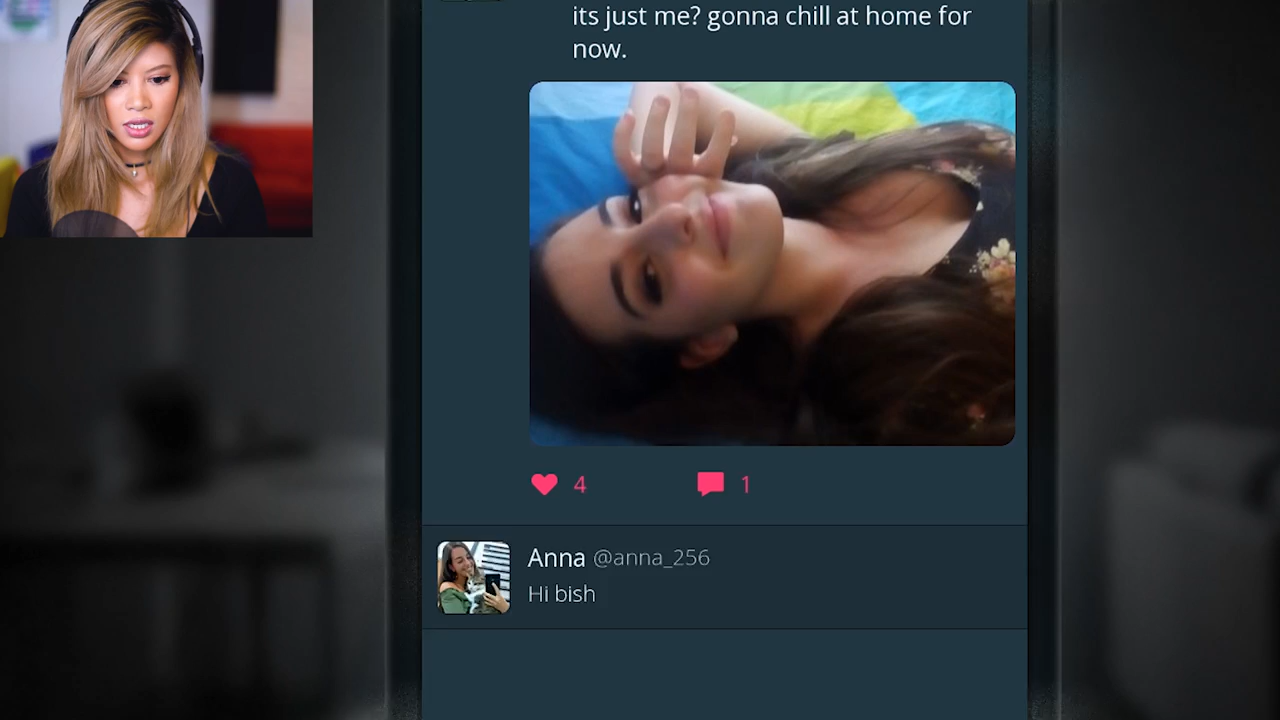 its just me? gonna chill at home for
now.
4
1
Anna @anna_256
Hi bish